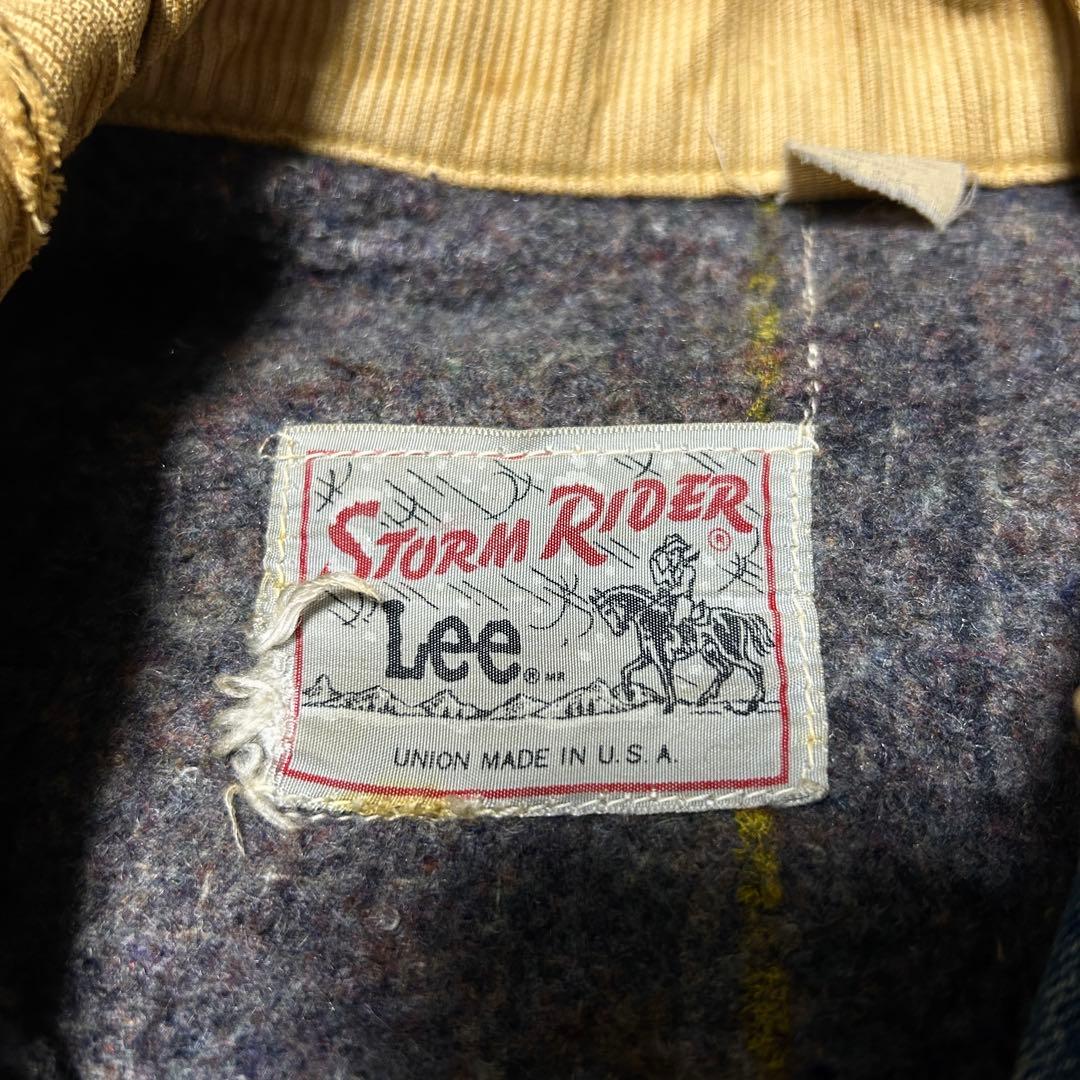 STORM RIDER ®
Lee ® MR
UNION MADE IN U.S.A.